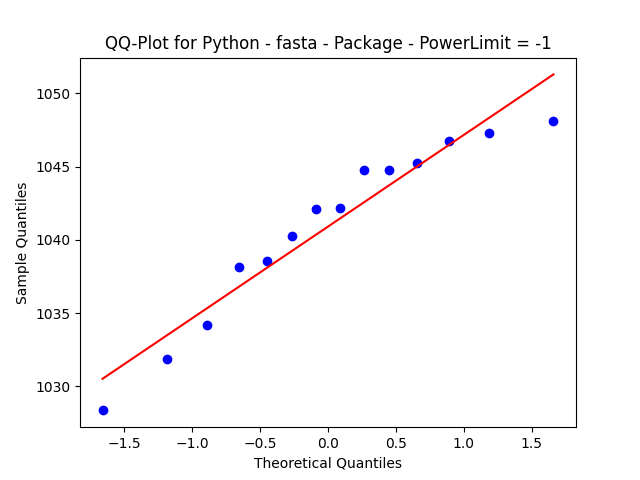 QQ-Plot for Python - fasta - Package - PowerLimit = -1
1050
1045
1040
1035
1030
Sample Quantiles
−1.5 −1.0 −0.5 0.0 0.5 1.0 1.5
Theoretical Quantiles